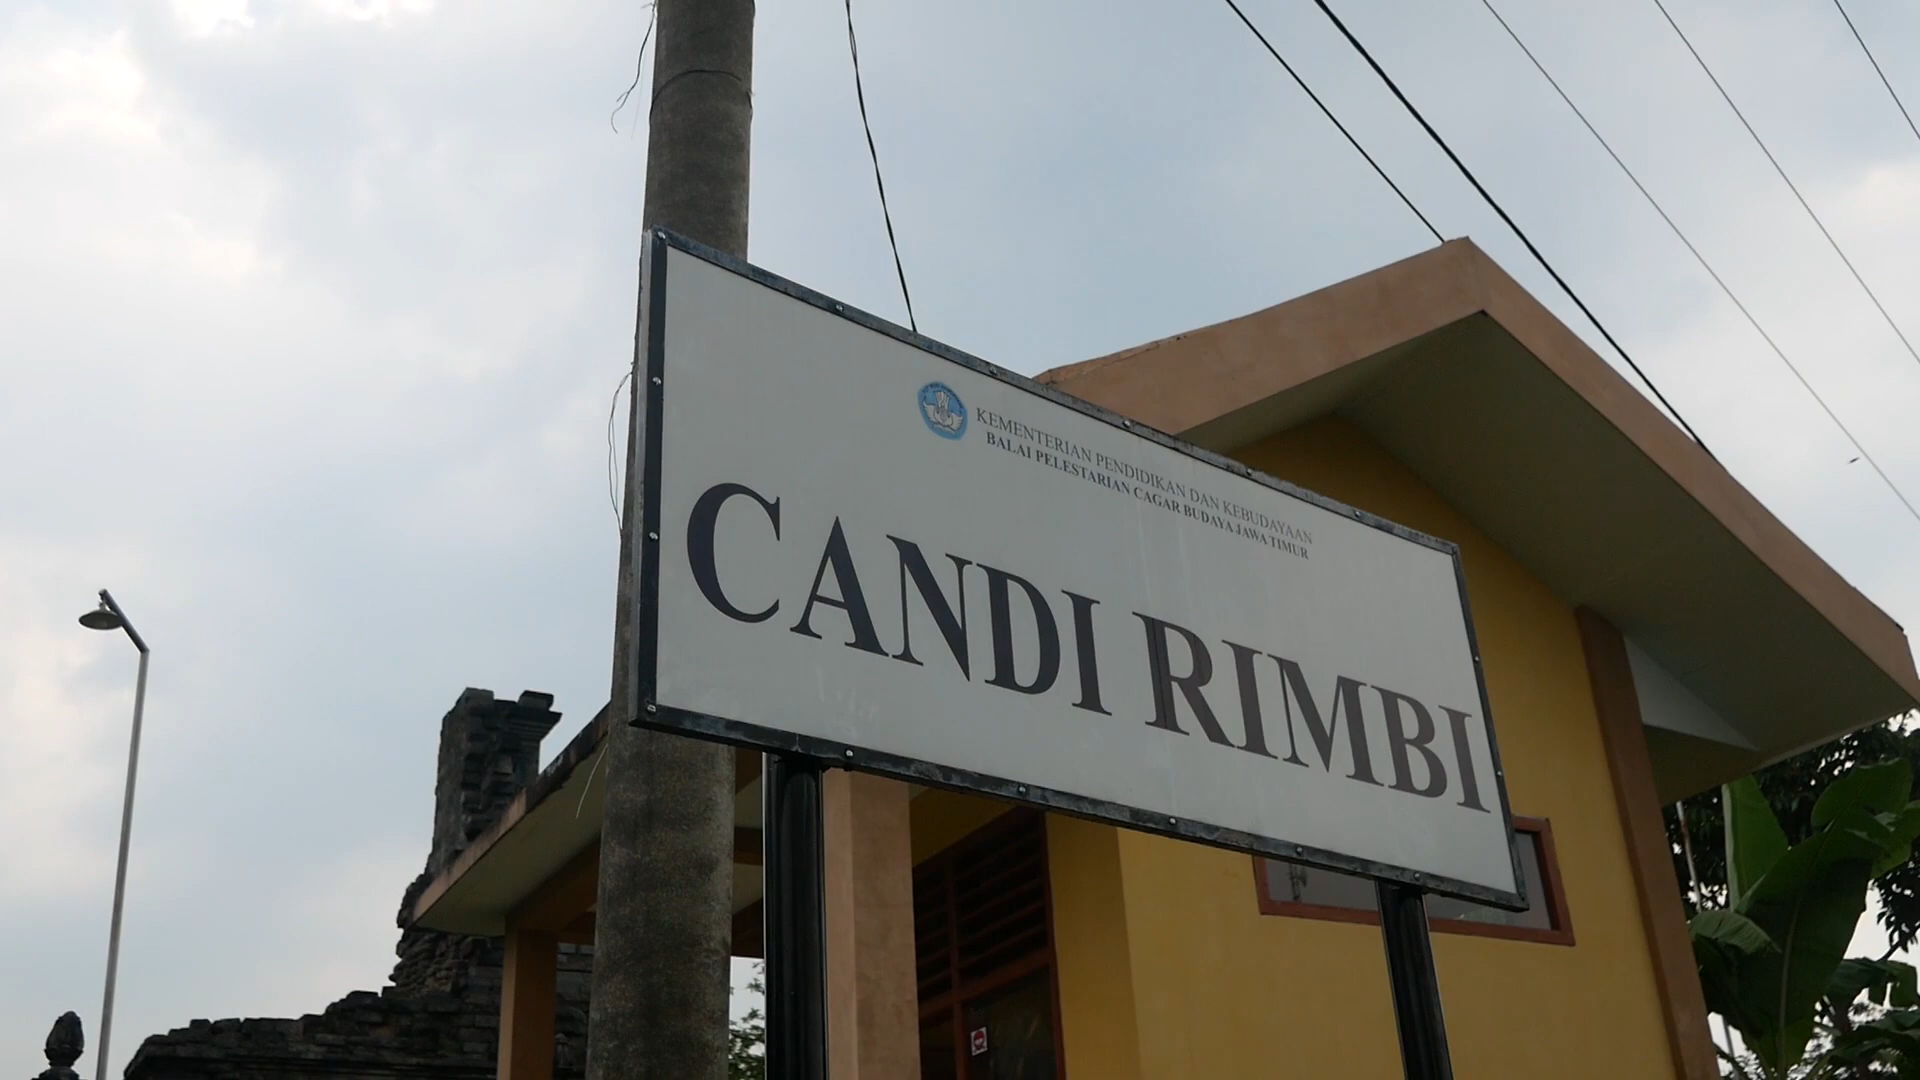 KEMENTERIAN PENDIDIKAN DAN KEBUDAYAAN
BALAI PELESTARIAN CAGAR BUDAYA JAWA TIMUR
CANDI RIMBI